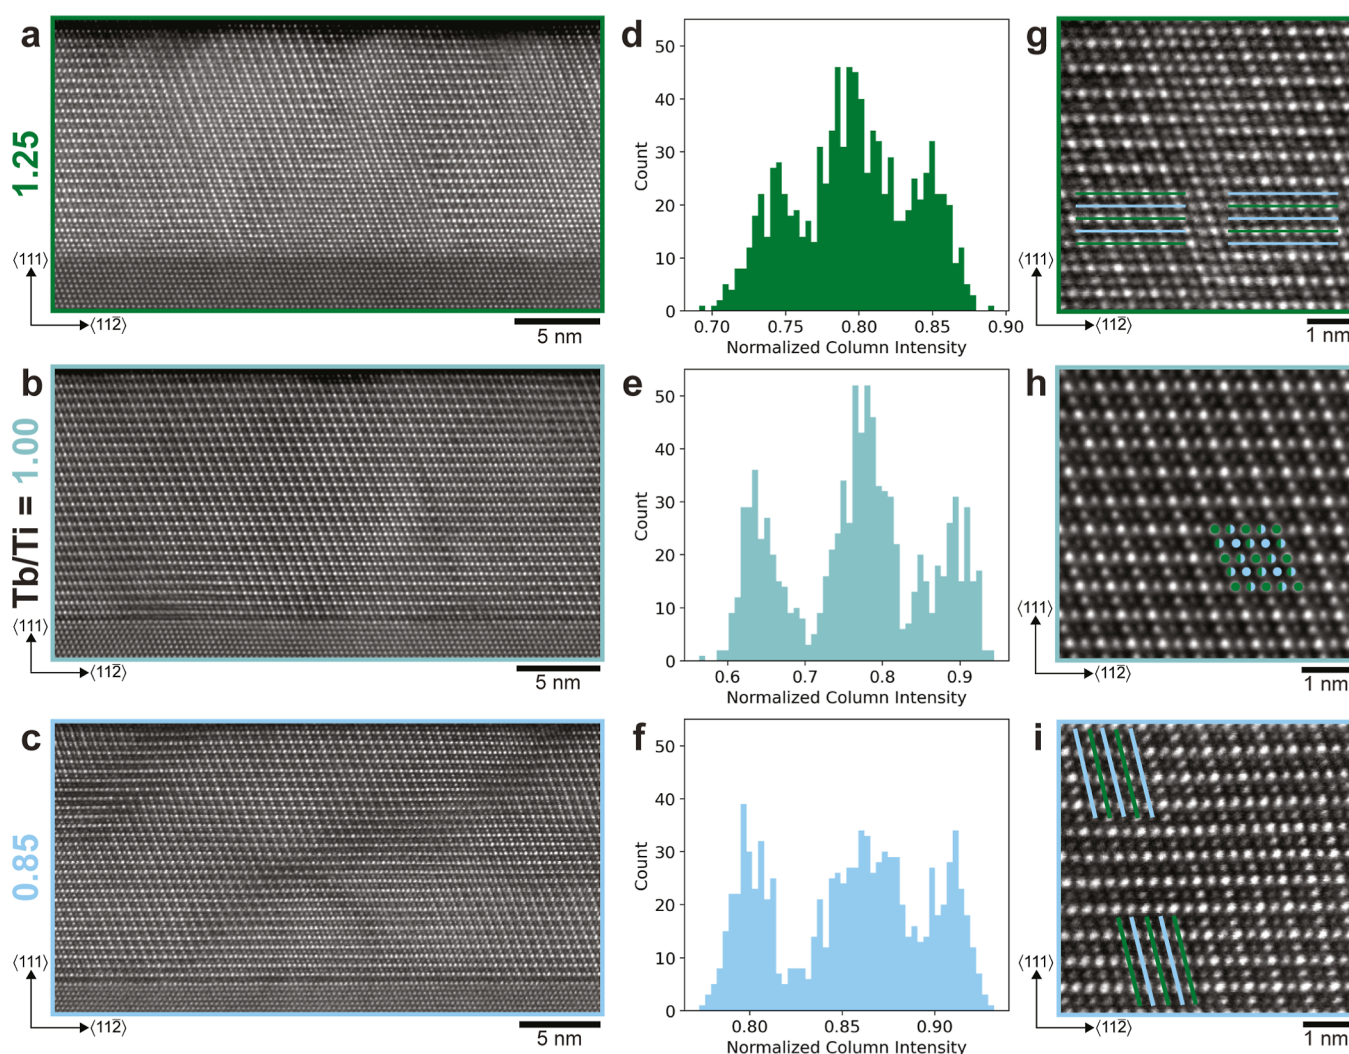 a
1.25
⟨111⟩
⟨112̅⟩
5 nm
d
50
40
30
20
10
0
Count
0.70 0.75 0.80 0.85 0.90
Normalized Column Intensity
g
⟨111⟩
⟨112̅⟩
1 nm
b
Tb/Ti = 1.00
⟨111⟩
⟨112̅⟩
5 nm
e
50
40
30
20
10
0
Count
0.6 0.7 0.8 0.9
Normalized Column Intensity
h
⟨111⟩
⟨112̅⟩
1 nm
c
0.85
⟨111⟩
⟨112̅⟩
5 nm
f
50
40
30
20
10
0
Count
0.80 0.85 0.90
Normalized Column Intensity
i
⟨111⟩
⟨112̅⟩
1 nm